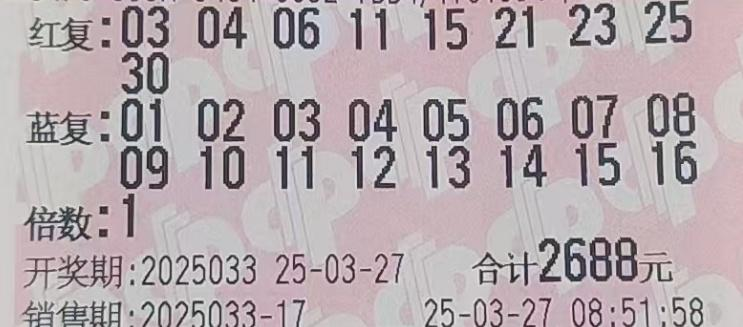 红复:03 04 06 11 15 21 23 25
30
蓝复:01 02 03 04 05 06 07 08
09 10 11 12 13 14 15 16
倍数:1
开奖期:2025033 25-03-27 合计2688元
销售期:2025033-17 25-03-27 08:51:58